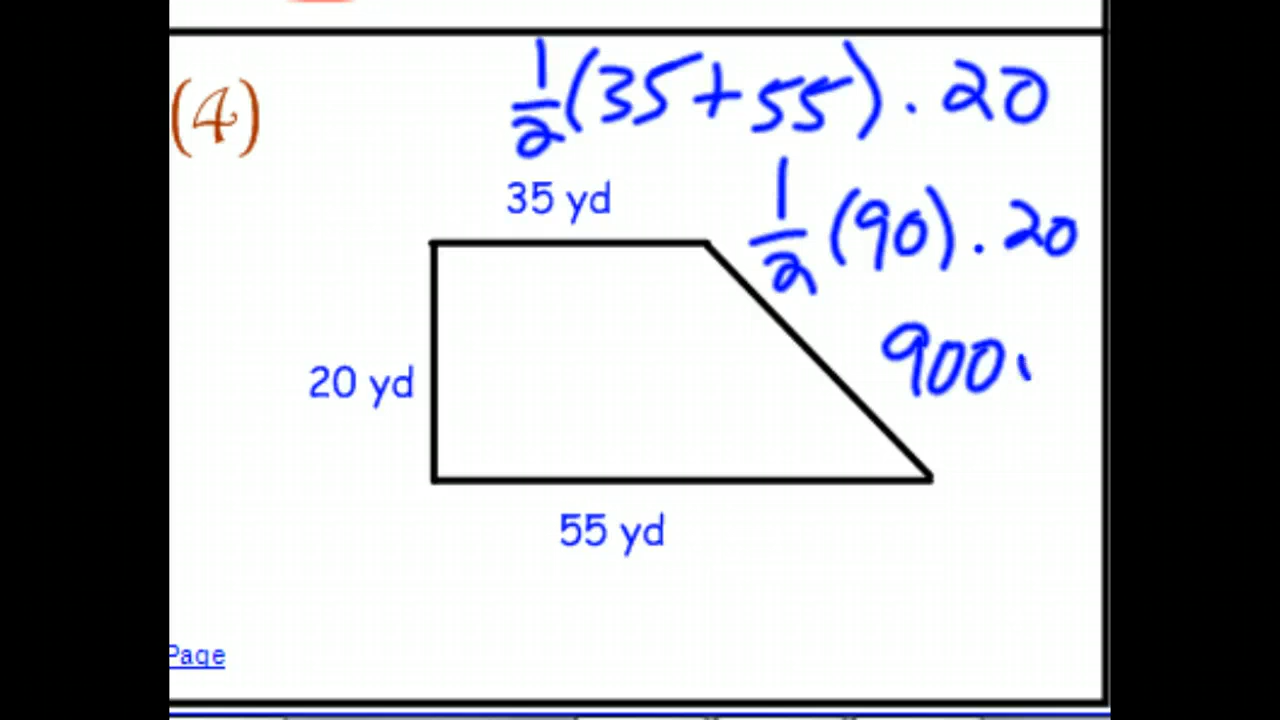 (4)
1/2 (35+55) · 20
35 yd
1/2 (90) · 20
900
20 yd
55 yd
Page